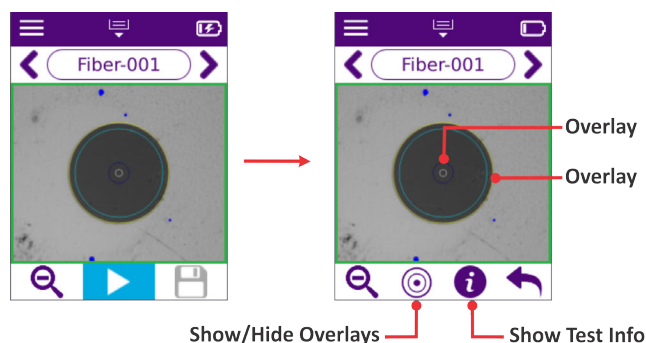 Fiber-001
Fiber-001
Overlay
Overlay
i
Show/Hide Overlays
Show Test Info